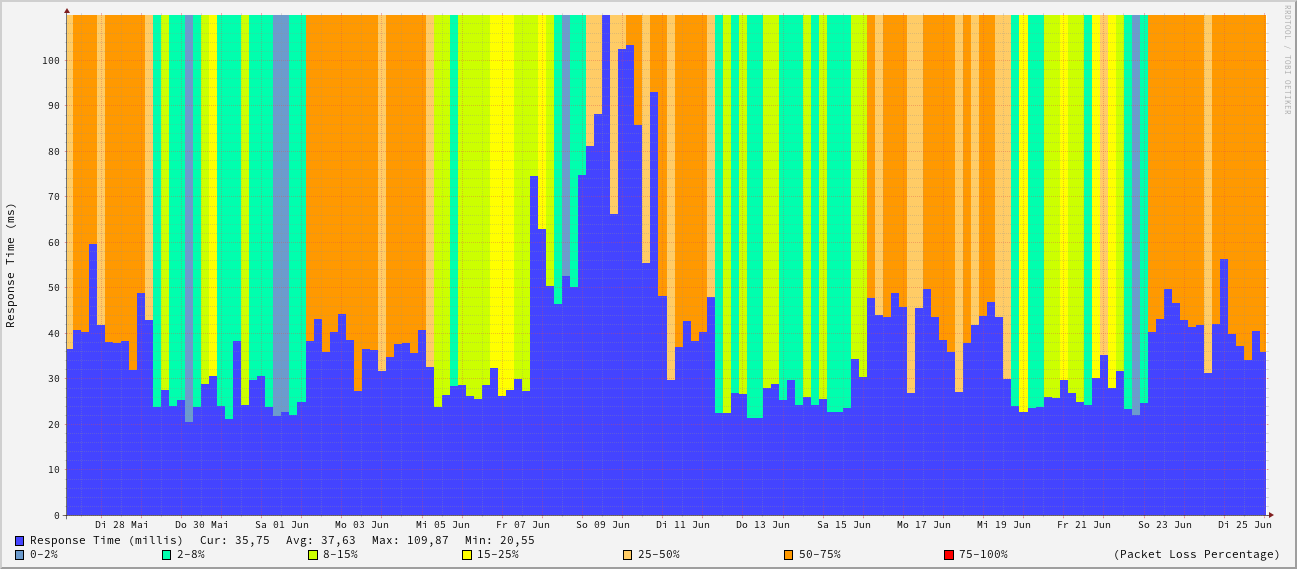 RRDTOOL / TOBI OETIKER
Response Time (ms)
100
90
80
70
60
50
40
30
20
10
0
Di 28 Mai Do 30 Mai Sa 01 Jun Mo 03 Jun Mi 05 Jun Fr 07 Jun So 09 Jun Di 11 Jun Do 13 Jun Sa 15 Jun Mo 17 Jun Mi 19 Jun Fr 21 Jun So 23 Jun Di 25 Jun
Response Time (millis) Cur: 35,75 Avg: 37,63 Max: 109,87 Min: 20,55
0-2% 2-8% 8-15% 15-25% 25-50% 50-75% 75-100% (Packet Loss Percentage)